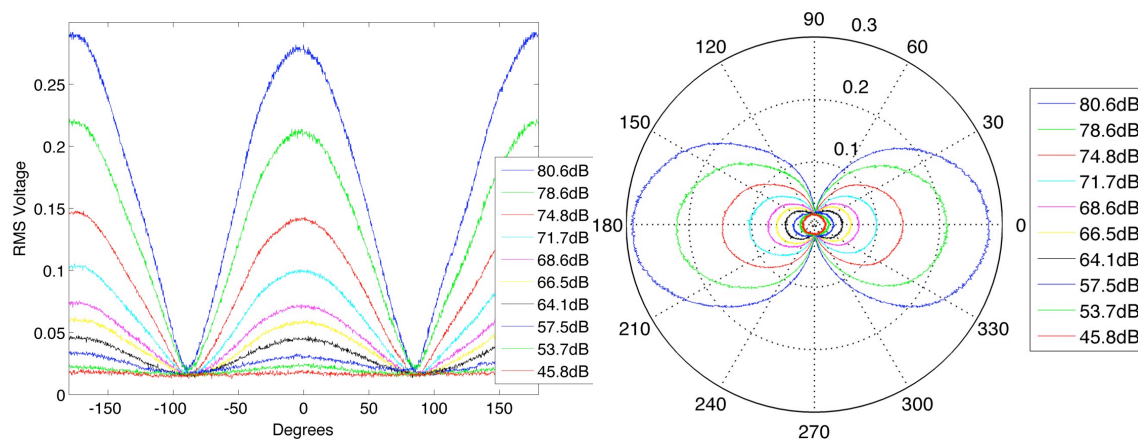 RMS Voltage
0.25
0.2
0.15
0.1
0.05
0
-150 -100 -50 0 50 100 150
Degrees
80.6dB
78.6dB
74.8dB
71.7dB
68.6dB
66.5dB
64.1dB
57.5dB
53.7dB
45.8dB
90
0.3
120
60
0.2
150
30
0.1
180
0
210
330
240
300
270
80.6dB
78.6dB
74.8dB
71.7dB
68.6dB
66.5dB
64.1dB
57.5dB
53.7dB
45.8dB